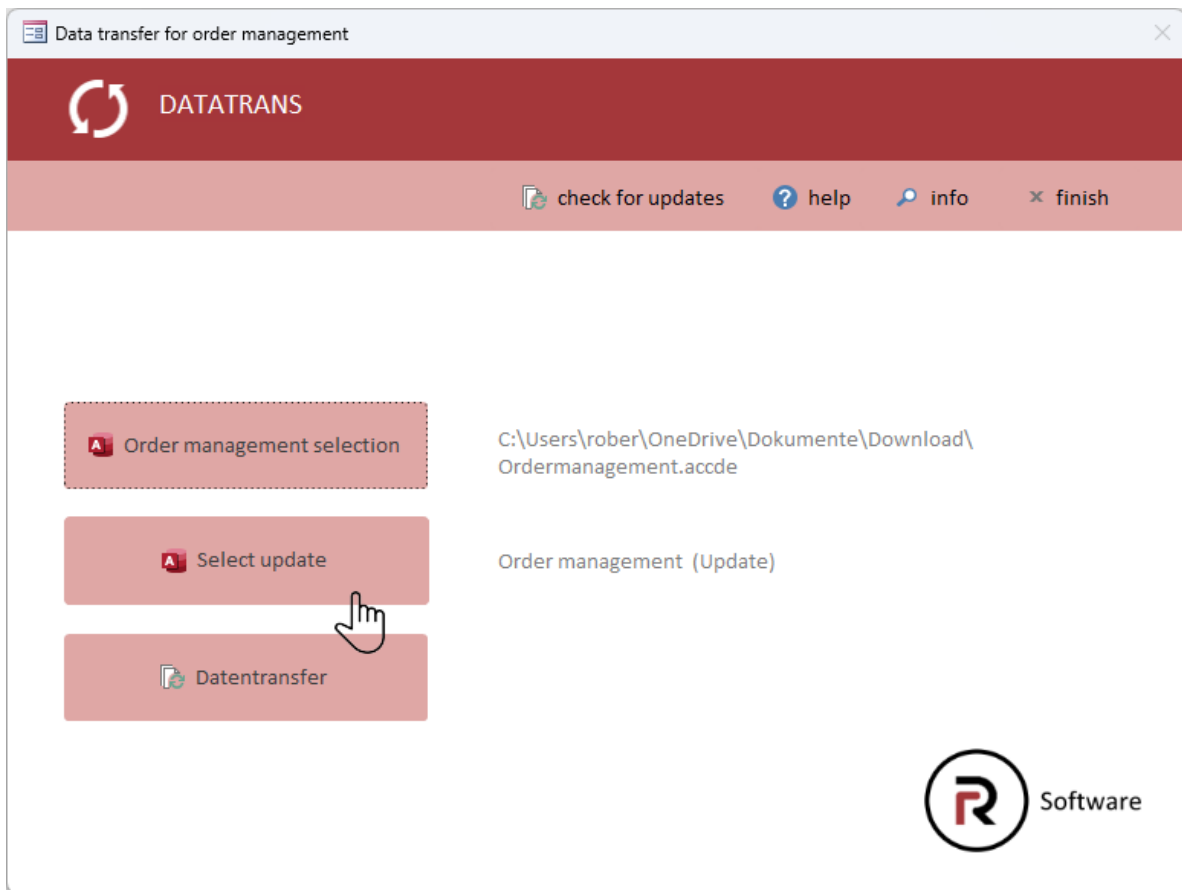 Data transfer for order management
DATATRANS
check for updates help info finish
Order management selection
C:\Users\rober\OneDrive\Dokumente\Download\
Ordermanagement.accde
Select update
Order management (Update)
Datentransfer
R Software